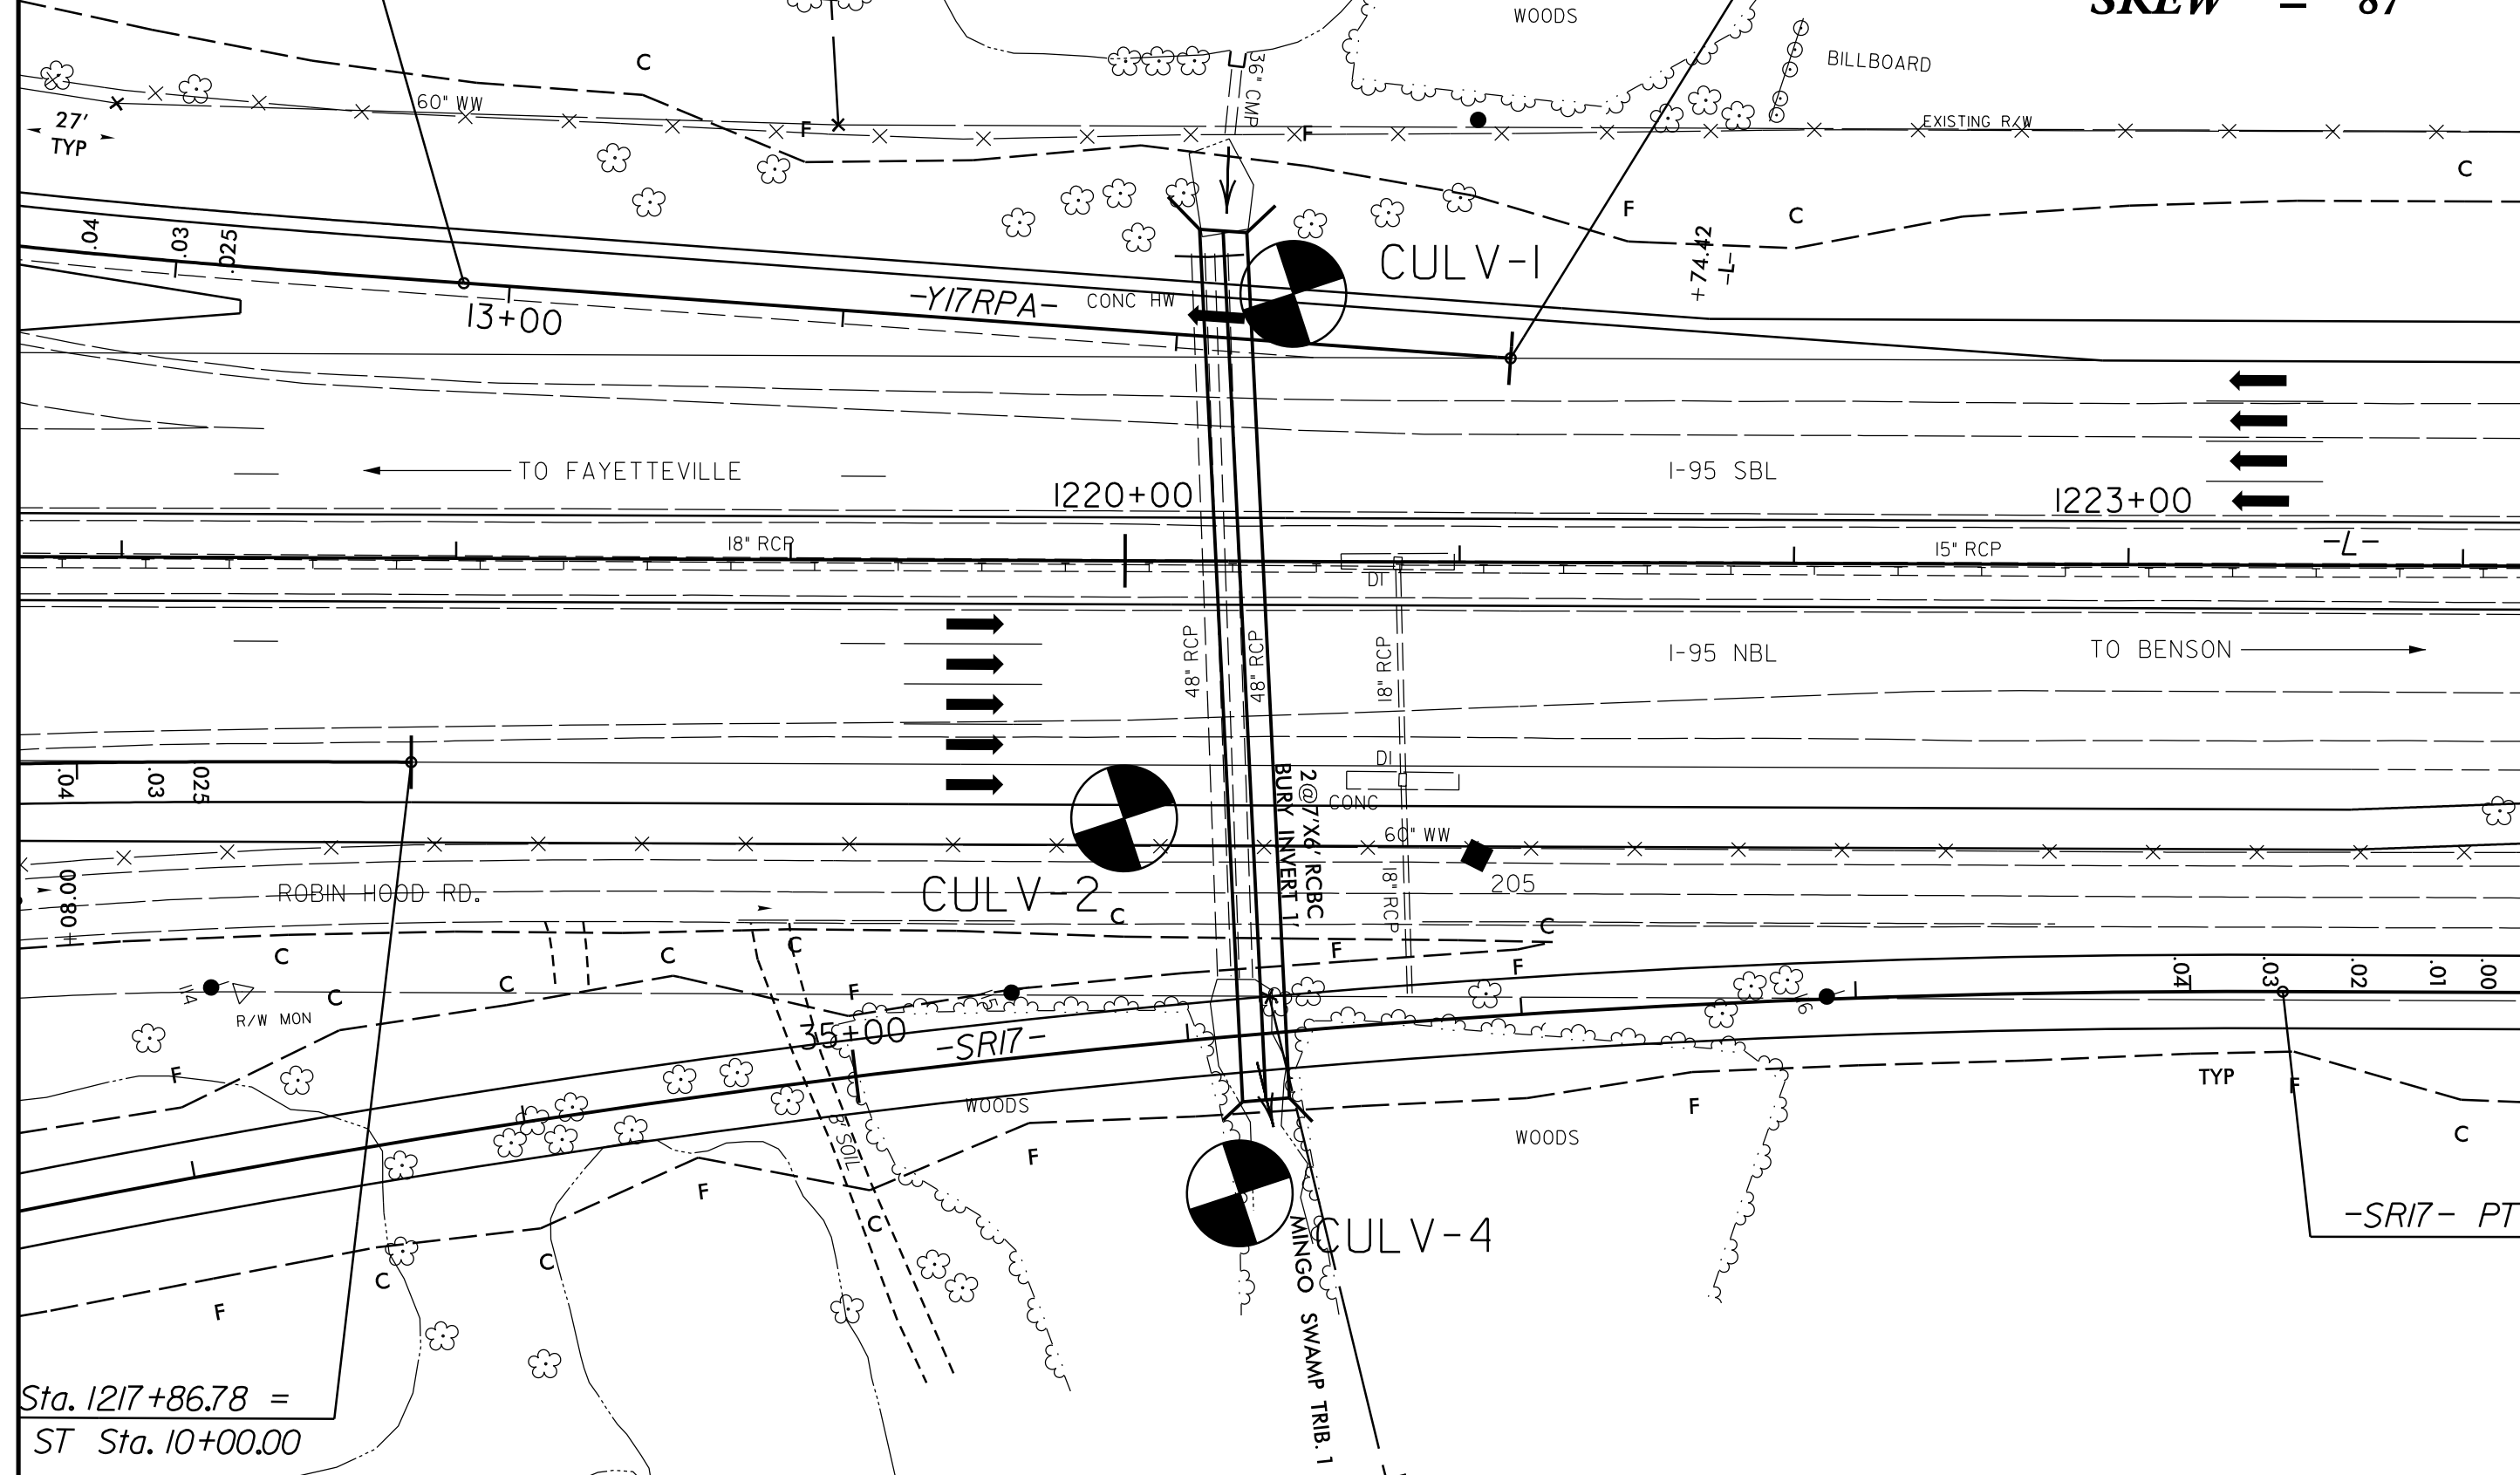 SKEW = 87
WOODS
BILLBOARD
C
36" CMP
60" WW
27'
TYP
F
F
EXISTING R/W
C
F
C
.04
.03
.025
CULV-1
+74.42
-L-
-Y17RPA-
CONC HW
13+00
TO FAYETTEVILLE
I-95 SBL
1220+00
1223+00
18" RCP
15" RCP
-L-
DI
48" RCP
48" RCP
18" RCP
I-95 NBL
TO BENSON
DI
.04
.03
025
2@7'X6' RCBC
BURY INVERT 1'
CONC
60" WW
205
18" RCP
+08.00
ROBIN HOOD RD.
CULV-2
C
C
C
C
C
C
C
F
F
F
.04
.03
.02
.01
.00
R/W MON
35+00
-SR17-
F
WOODS
TYP
F
F
C
WOODS
8' SOIL
F
F
C
MINGO SWAMP TRIB. 1
CULV-4
-SR17- PT
C
C
F
Sta. 1217+86.78 =
ST Sta. 10+00.00